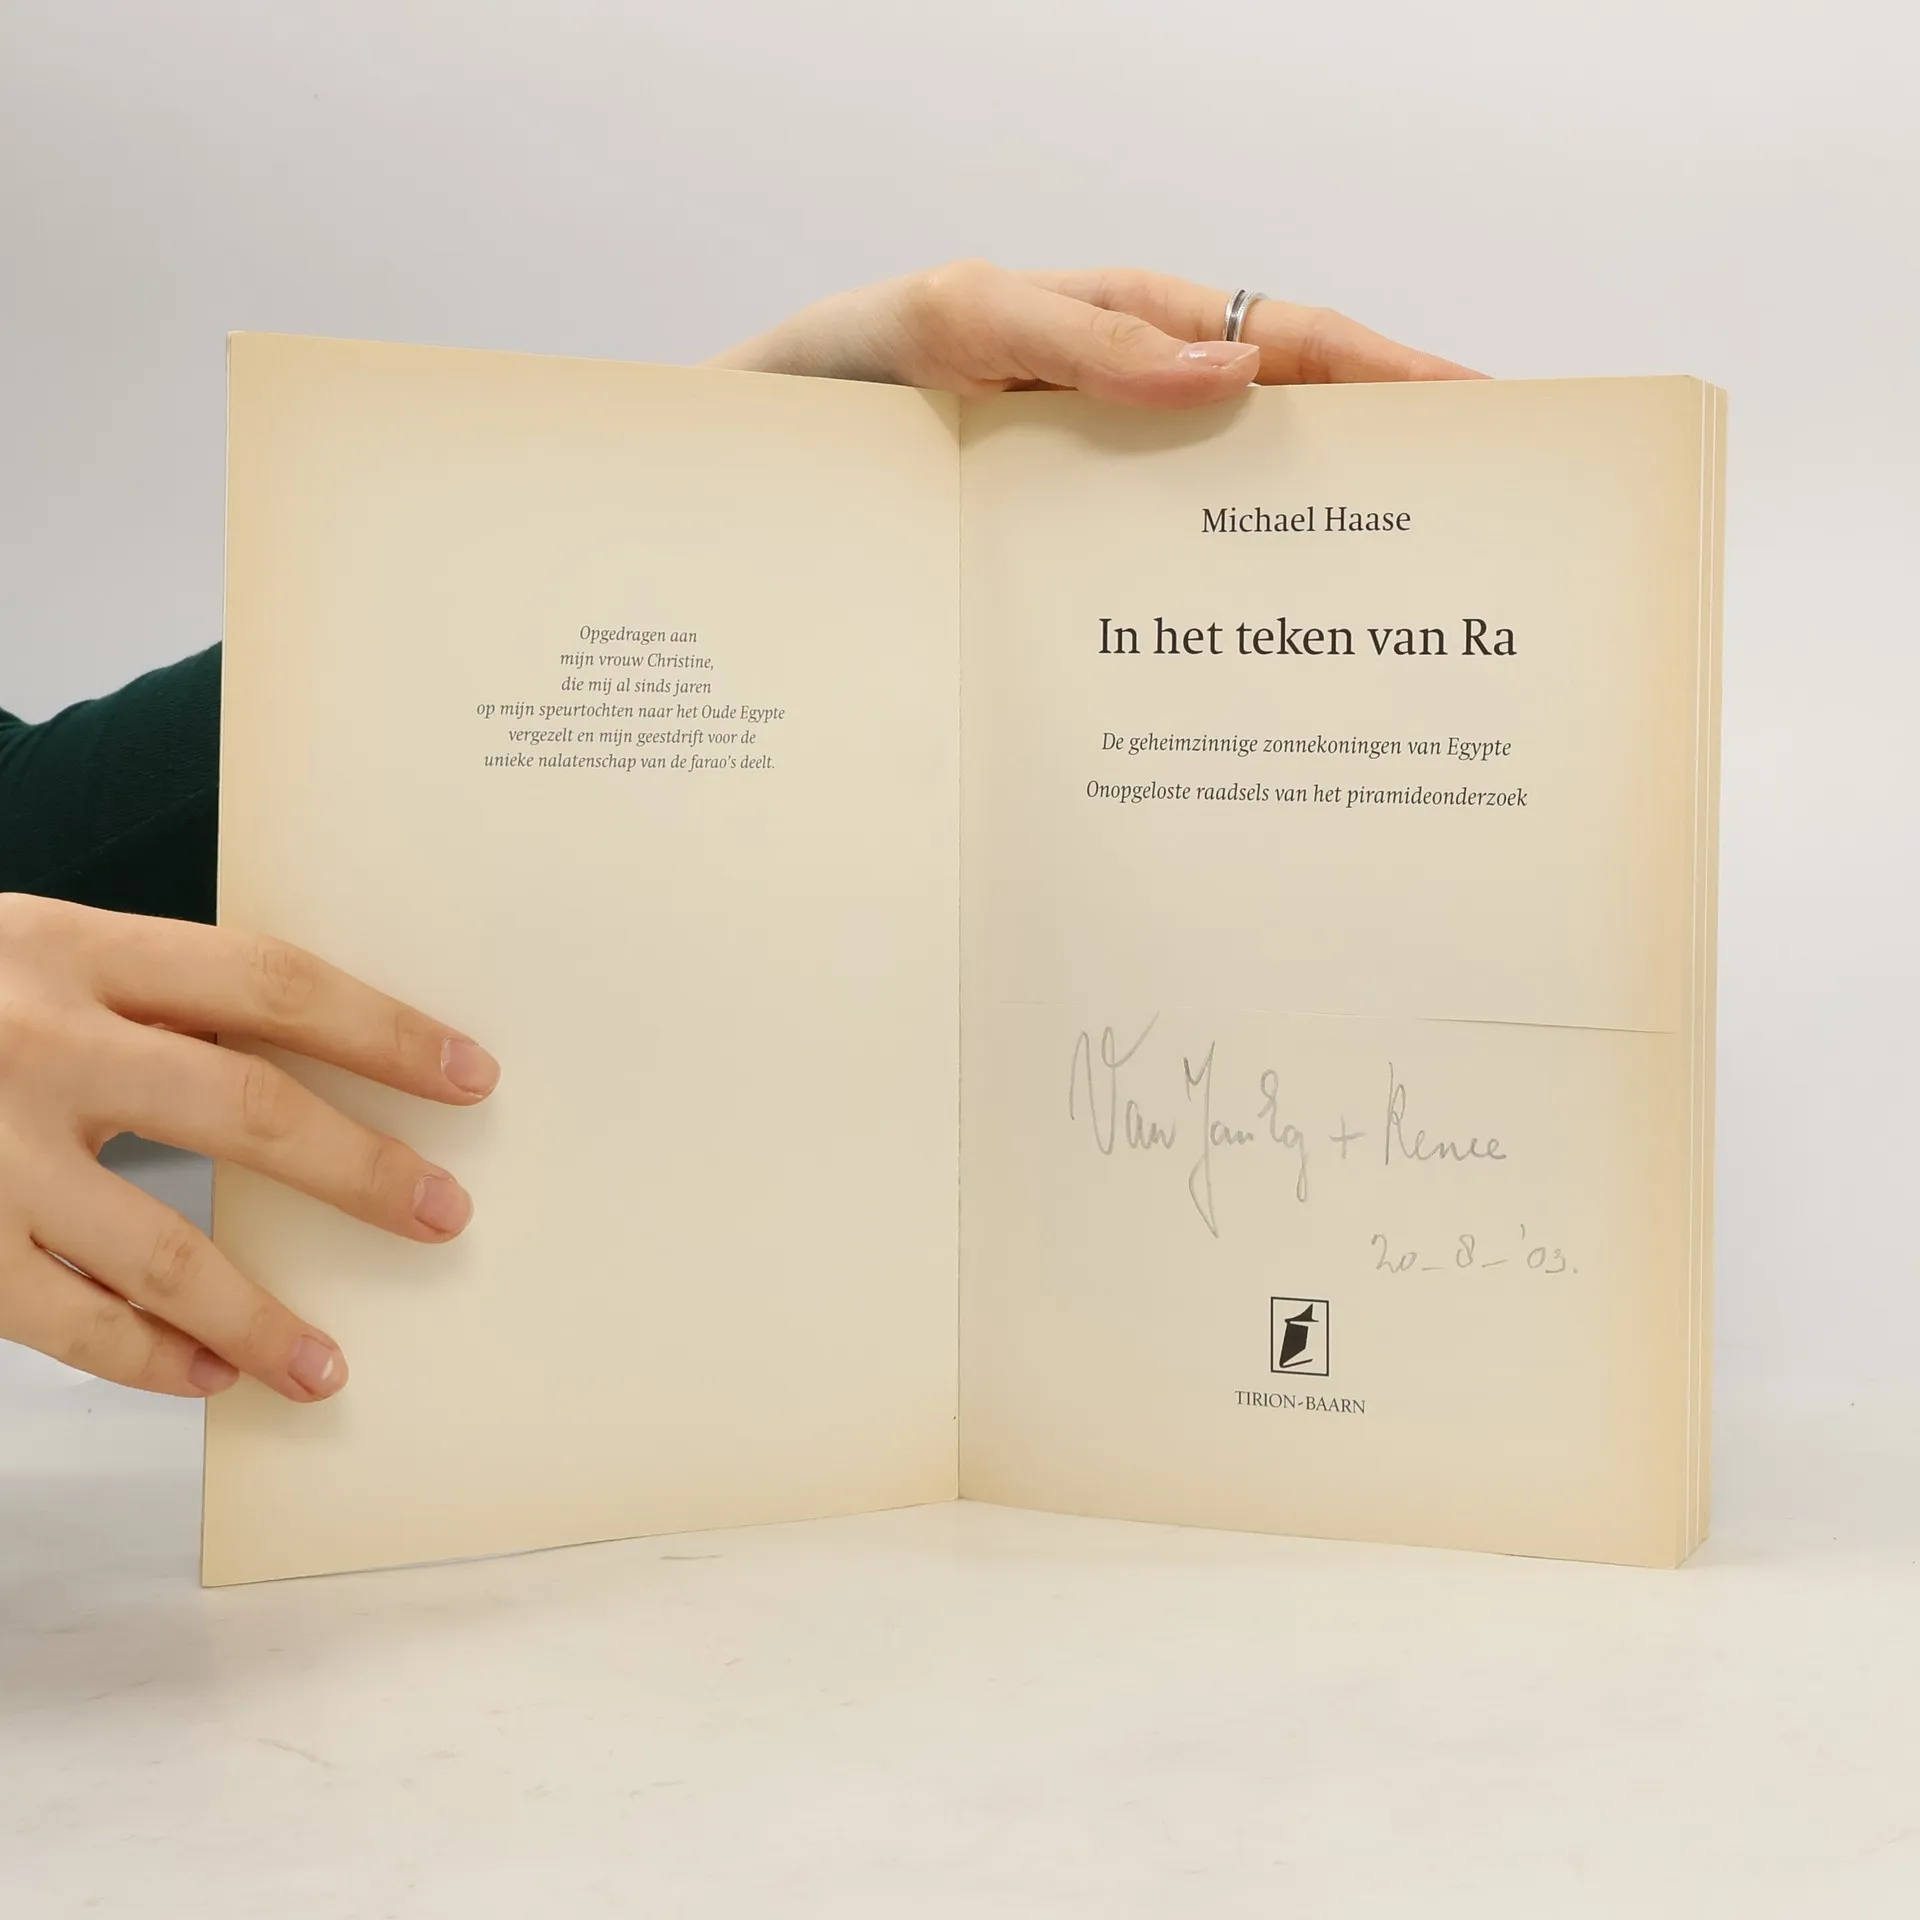 Opgedragen aan
mijn vrouw Christine,
die mij al sinds jaren
op mijn speurtochten naar het Oude Egypte
vergezelt en mijn geestdrift voor de
unieke nalatenschap van de farao's deelt.
Michael Haase
In het teken van Ra
De geheimzinnige zonnekoningen van Egypte
Onopgeloste raadsels van het piramideonderzoek
Van + Renee
20-8-'03.
TIRION-BAARN